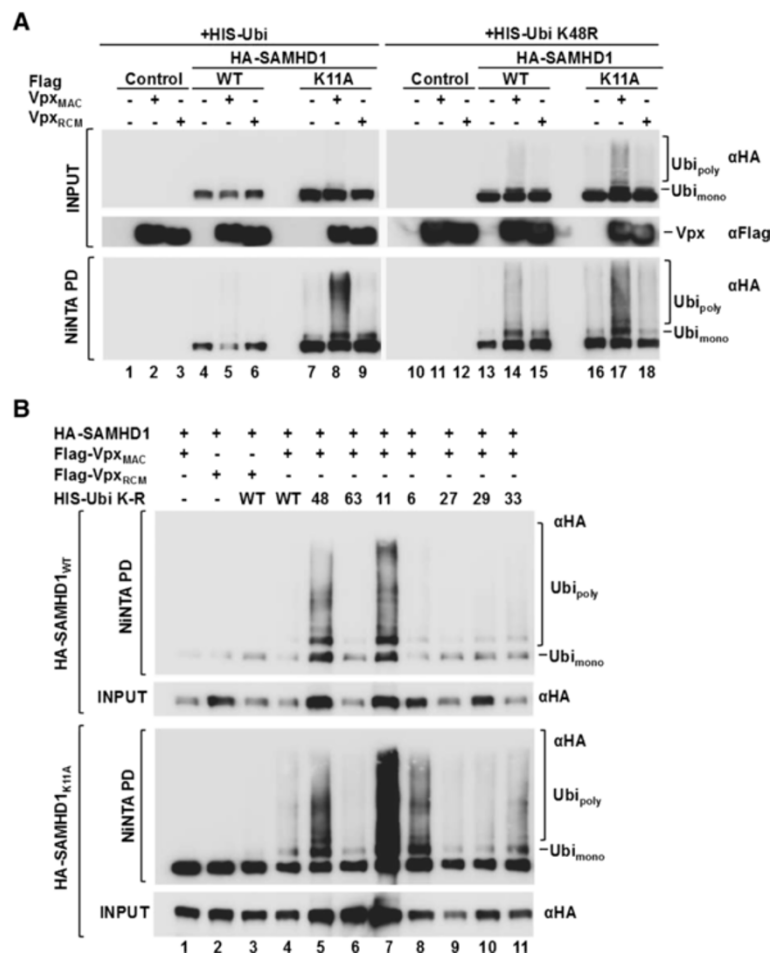 A
+HIS-Ubi +HIS-Ubi K48R
HA-SAMHD1 HA-SAMHD1
Flag Control WT K11A Control WT K11A
VpxMAC - + - - + - - + - - + - - + - - + -
VpxRCM - - + - - + - - + - - + - - + - - +
INPUT
Ubipoly αHA
Ubimono
Vpx αFlag
NiNTA PD
αHA
Ubipoly
Ubimono
1 2 3 4 5 6 7 8 9 10 11 12 13 14 15 16 17 18
B
HA-SAMHD1 + + + + + + + + + + +
Flag-VpxMAC + - - + + + + + + + +
Flag-VpxRCM - + + - - - - - - - -
HIS-Ubi K-R - - WT WT 48 63 11 6 27 29 33
HA-SAMHD1WT
NiNTA PD
αHA
Ubipoly
Ubimono
INPUT αHA
HA-SAMHD1K11A
NiNTA PD
αHA
Ubipoly
Ubimono
INPUT αHA
1 2 3 4 5 6 7 8 9 10 11